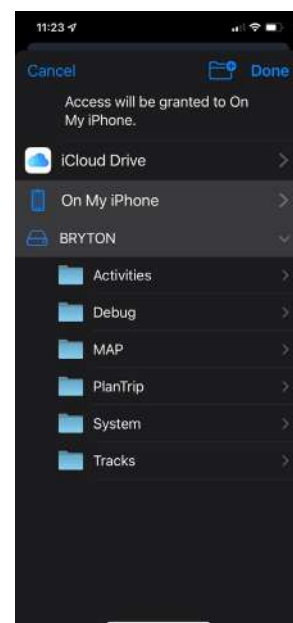 11:23
Cancel
Done
Access will be granted to On
My iPhone.
iCloud Drive
On My iPhone
BRYTON
Activities
Debug
MAP
PlanTrip
System
Tracks